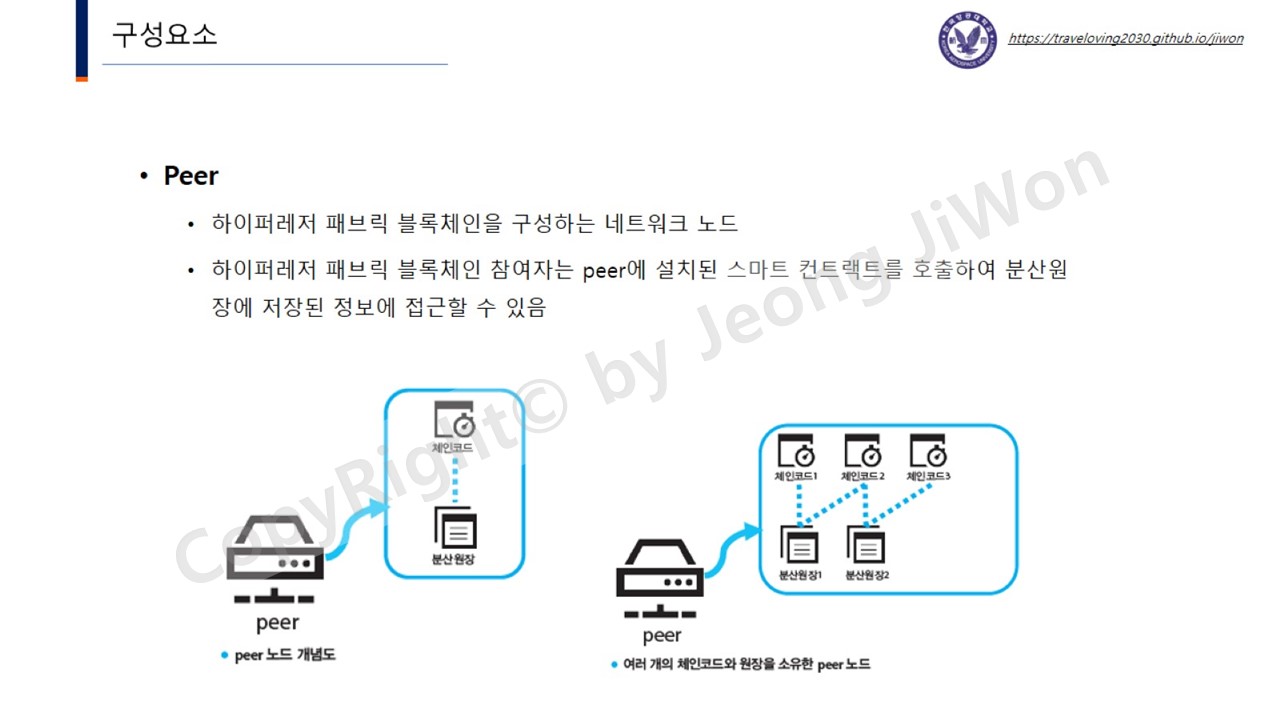 구성요소
https://traveloving2030.github.io/jiwon
• Peer
• 하이퍼레저 패브릭 블록체인을 구성하는 네트워크 노드
• 하이퍼레저 패브릭 블록체인 참여자는 peer에 설치된 스마트 컨트랙트를 호출하여 분산원
장에 저장된 정보에 접근할 수 있음
CopyRight© by Jeong JiWon
체인코드
분산원장
peer
• peer 노드 개념도
체인코드1 체인코드2 체인코드3
분산원장1 분산원장2
peer
• 여러 개의 체인코드와 원장을 소유한 peer 노드